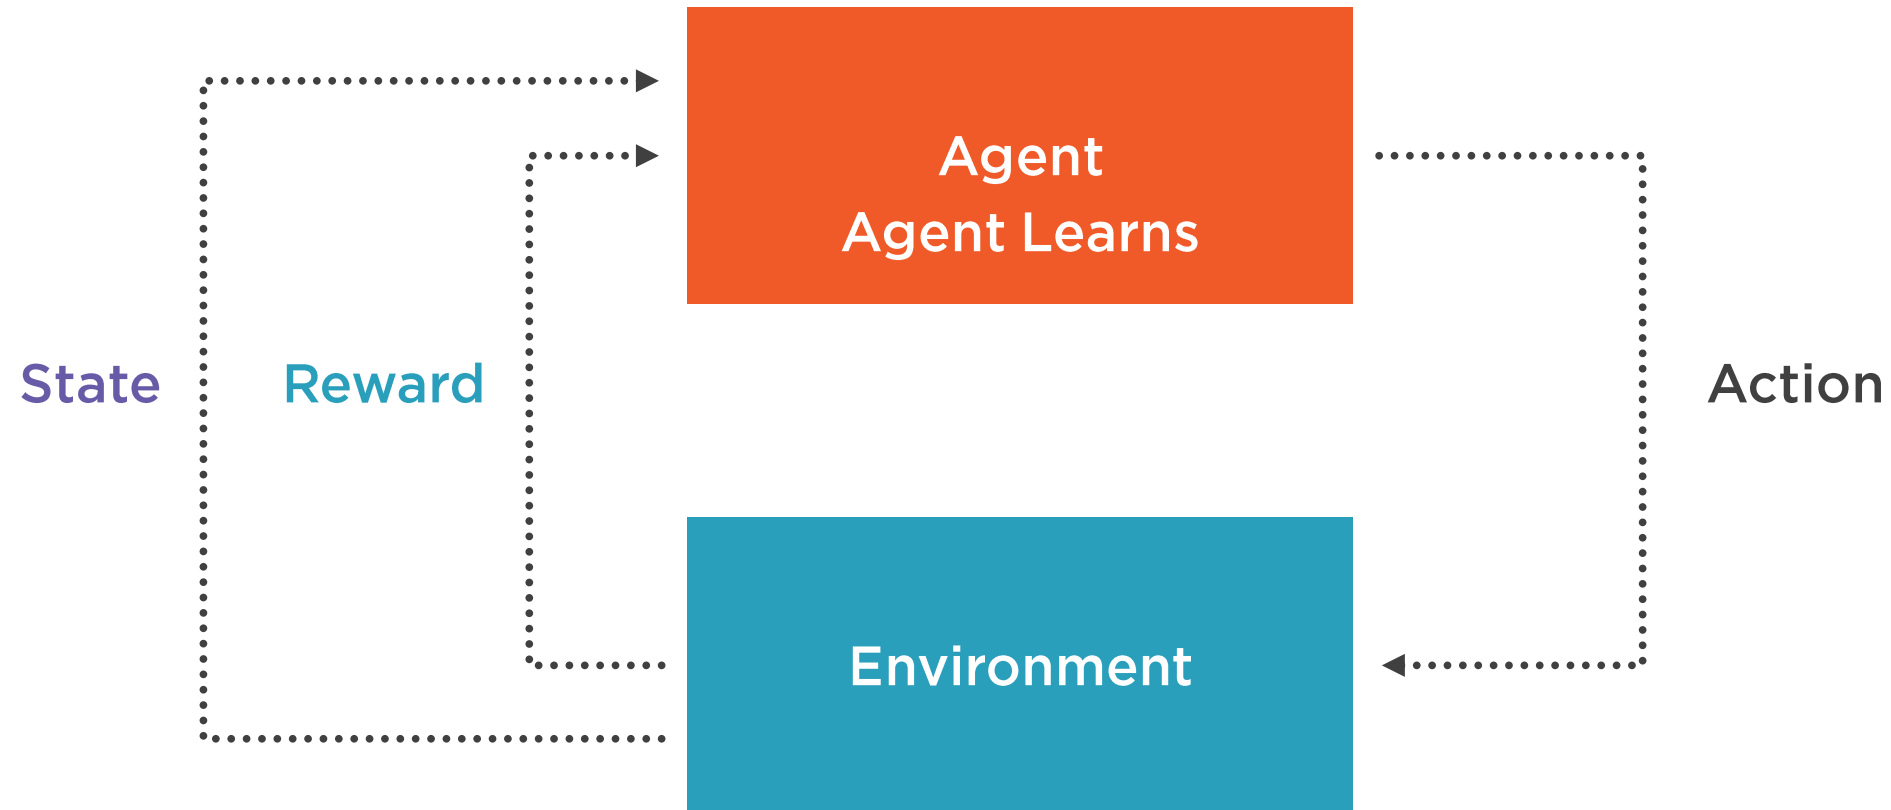 Agent
Agent Learns
State
Reward
Action
Environment